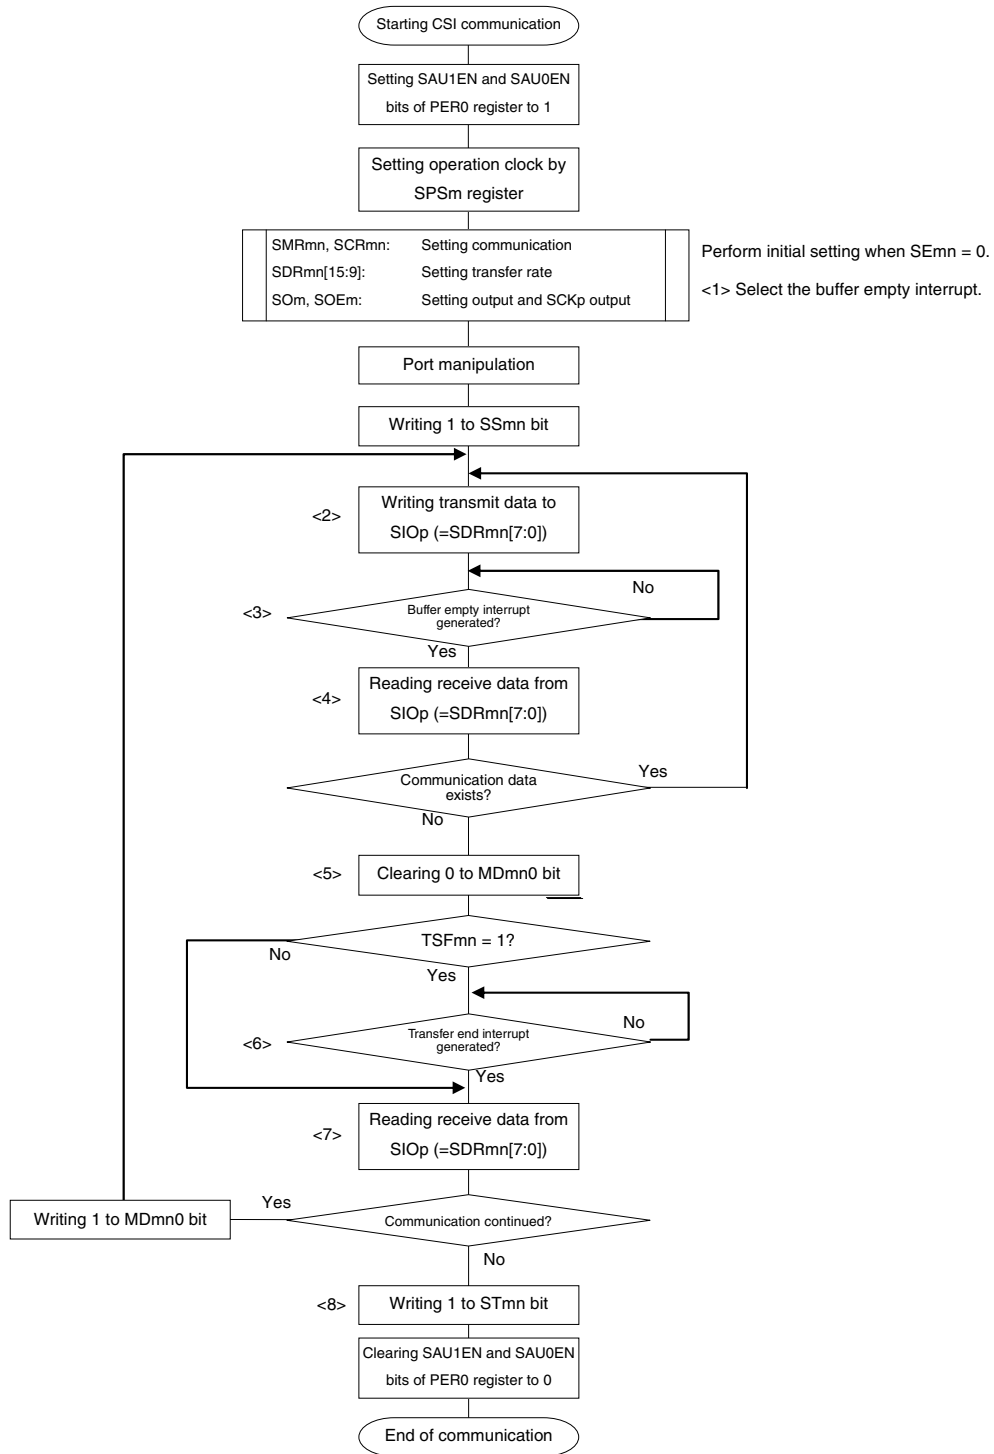 Starting CSI communication
Setting SAU1EN and SAU0EN
bits of PER0 register to 1
Setting operation clock by
SPSm register
SMRmn, SCRmn: Setting communication
SDRmn[15:9]: Setting transfer rate
SOm, SOEm: Setting output and SCKp output
Perform initial setting when SEmn = 0.
<1> Select the buffer empty interrupt.
Port manipulation
Writing 1 to SSmn bit
<2>
Writing transmit data to
SIOp (=SDRmn[7:0])
No
<3>
Buffer empty interrupt
generated?
Yes
<4>
Reading receive data from
SIOp (=SDRmn[7:0])
Communication data
exists?
Yes
No
<5>
Clearing 0 to MDmn0 bit
TSFmn = 1?
No
Yes
No
<6>
Transfer end interrupt
generated?
Yes
<7>
Reading receive data from
SIOp (=SDRmn[7:0])
Yes
Writing 1 to MDmn0 bit
Communication continued?
No
<8>
Writing 1 to STmn bit
Clearing SAU1EN and SAU0EN
bits of PER0 register to 0
End of communication